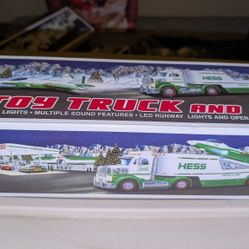 HESS
TOY TRUCK AND
LIGHTS • MULTIPLE SOUND FEATURES • LED RUNWAY LIGHTS AND OPER
HESS